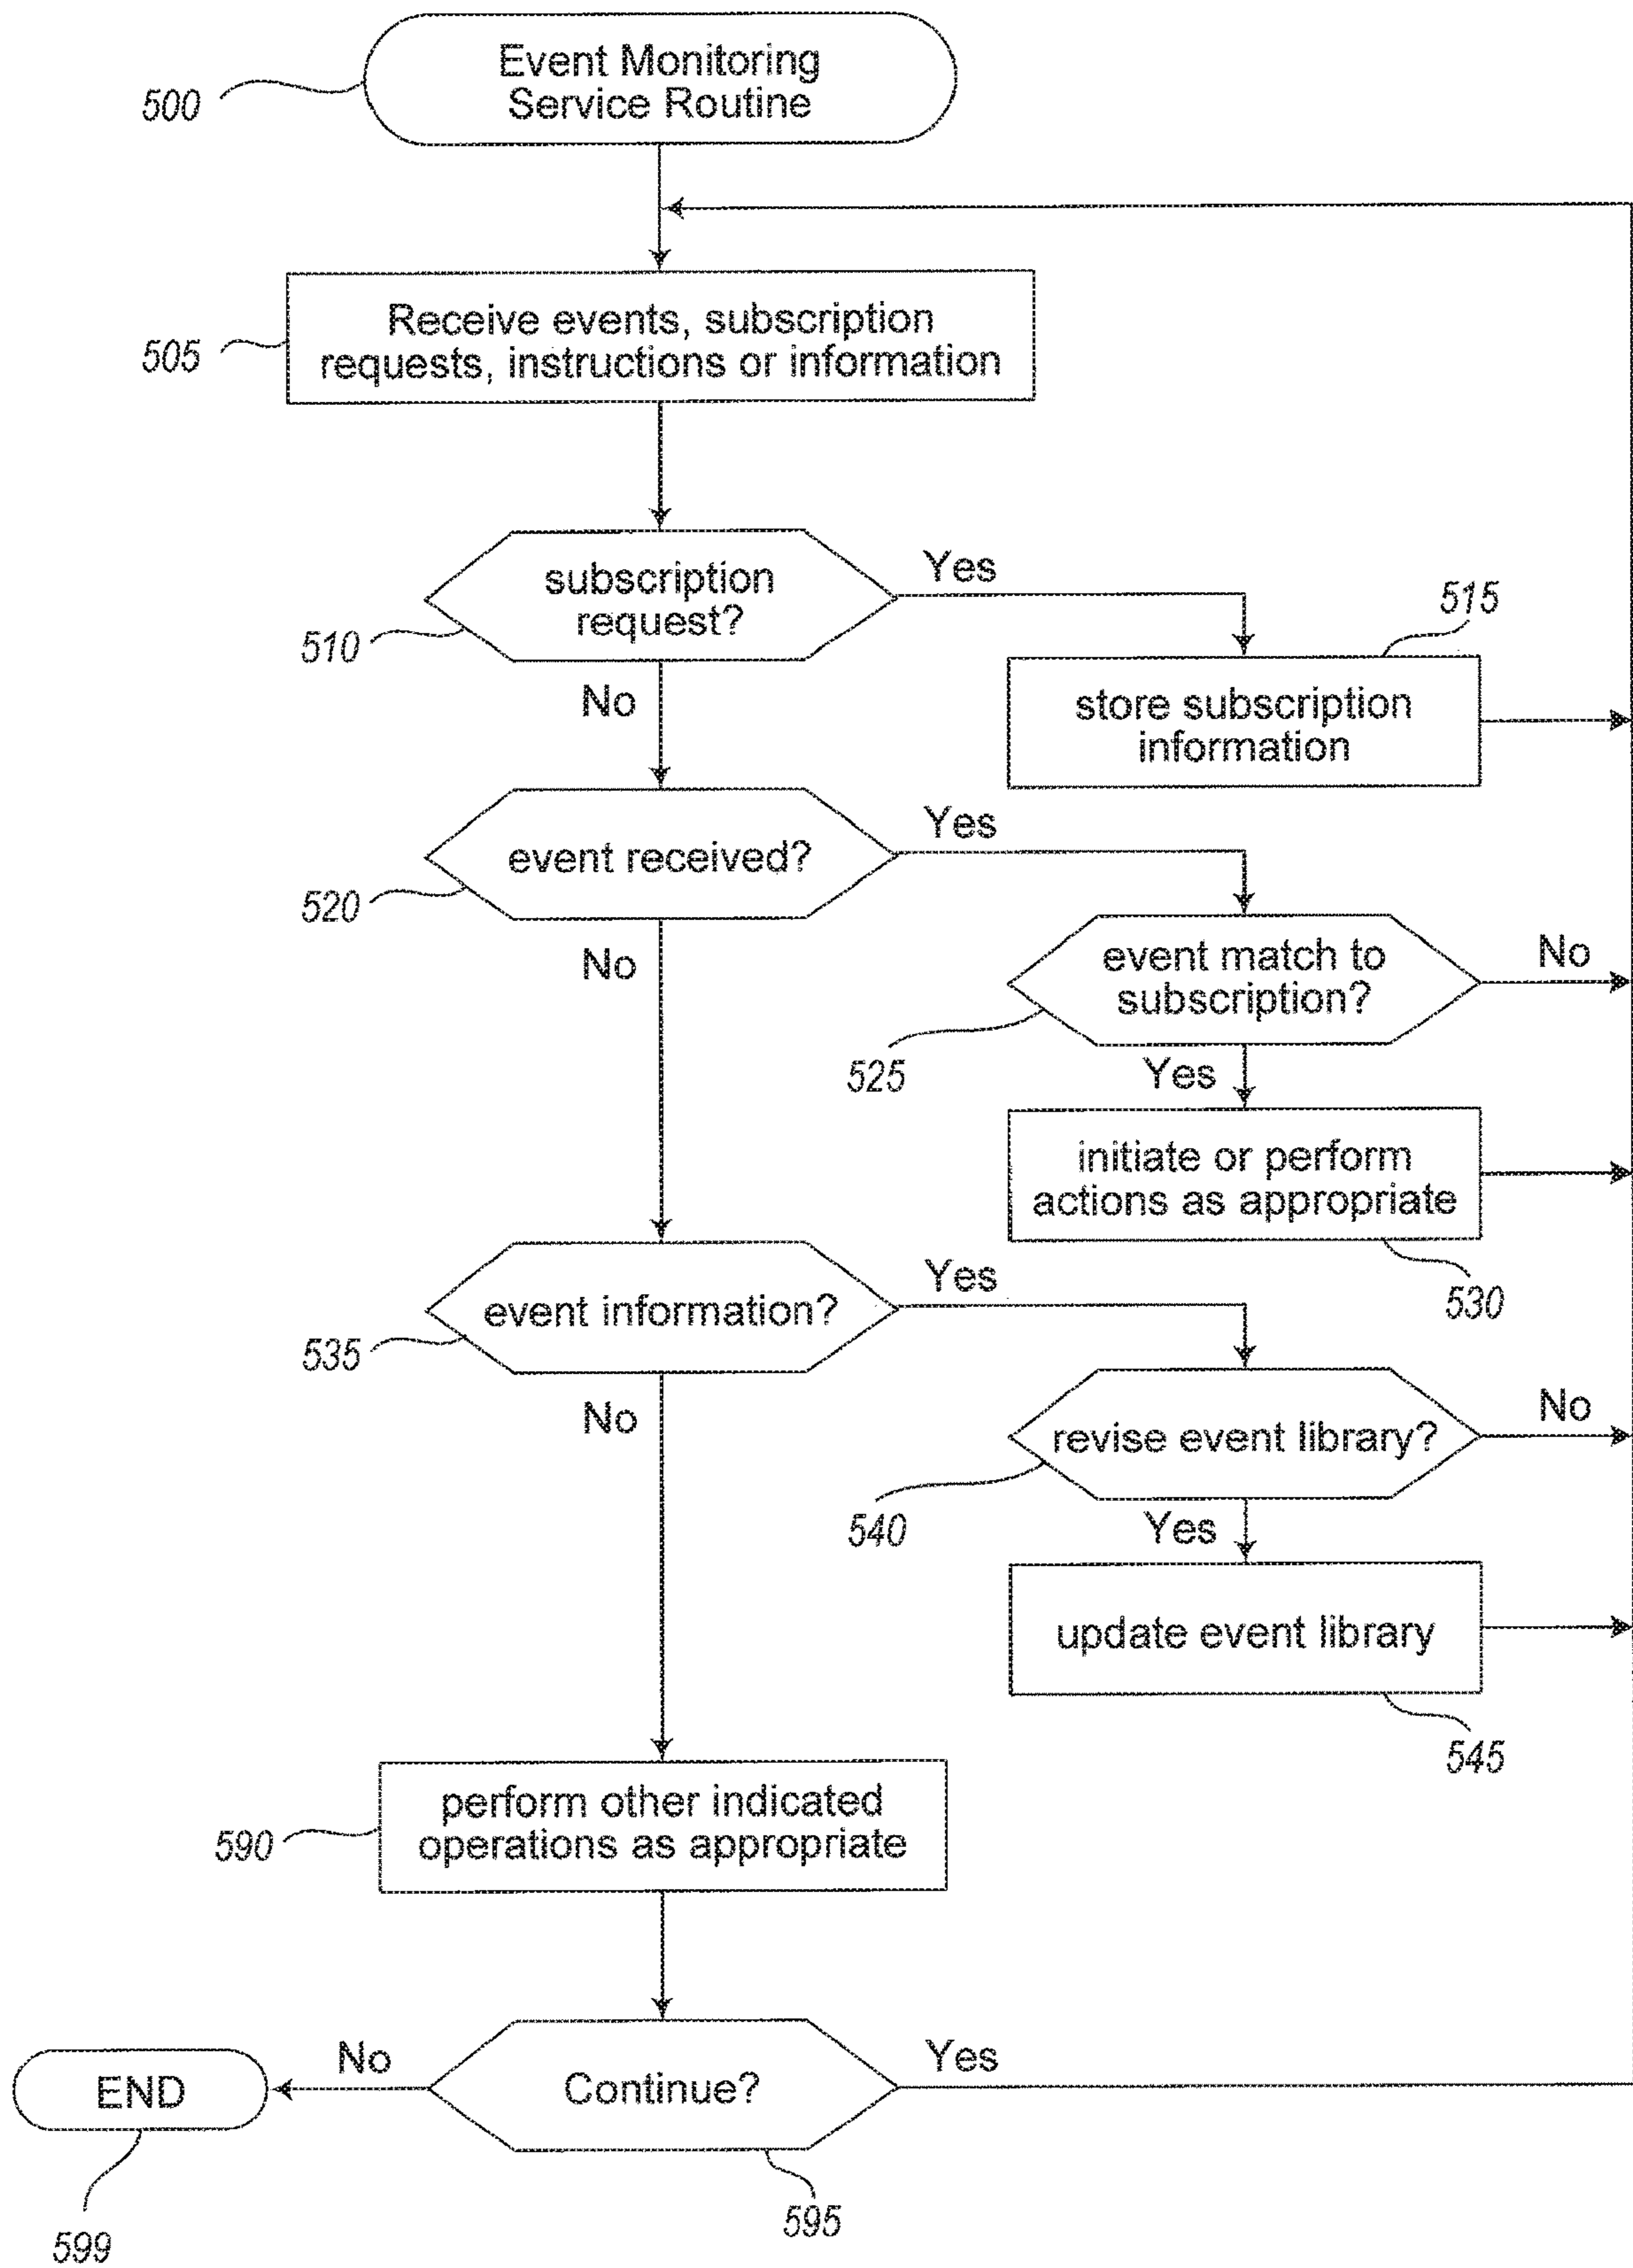 Event Monitoring
Service Routine
500
Receive events, subscription
requests, instructions or information
505
subscription
request?
510
Yes
No
515
store subscription
information
event received?
520
Yes
No
event match to
subscription?
525
No
Yes
initiate or perform
actions as appropriate
530
event information?
535
Yes
No
revise event library?
540
No
Yes
update event library
545
perform other indicated
operations as appropriate
590
Continue?
595
No
Yes
END
599